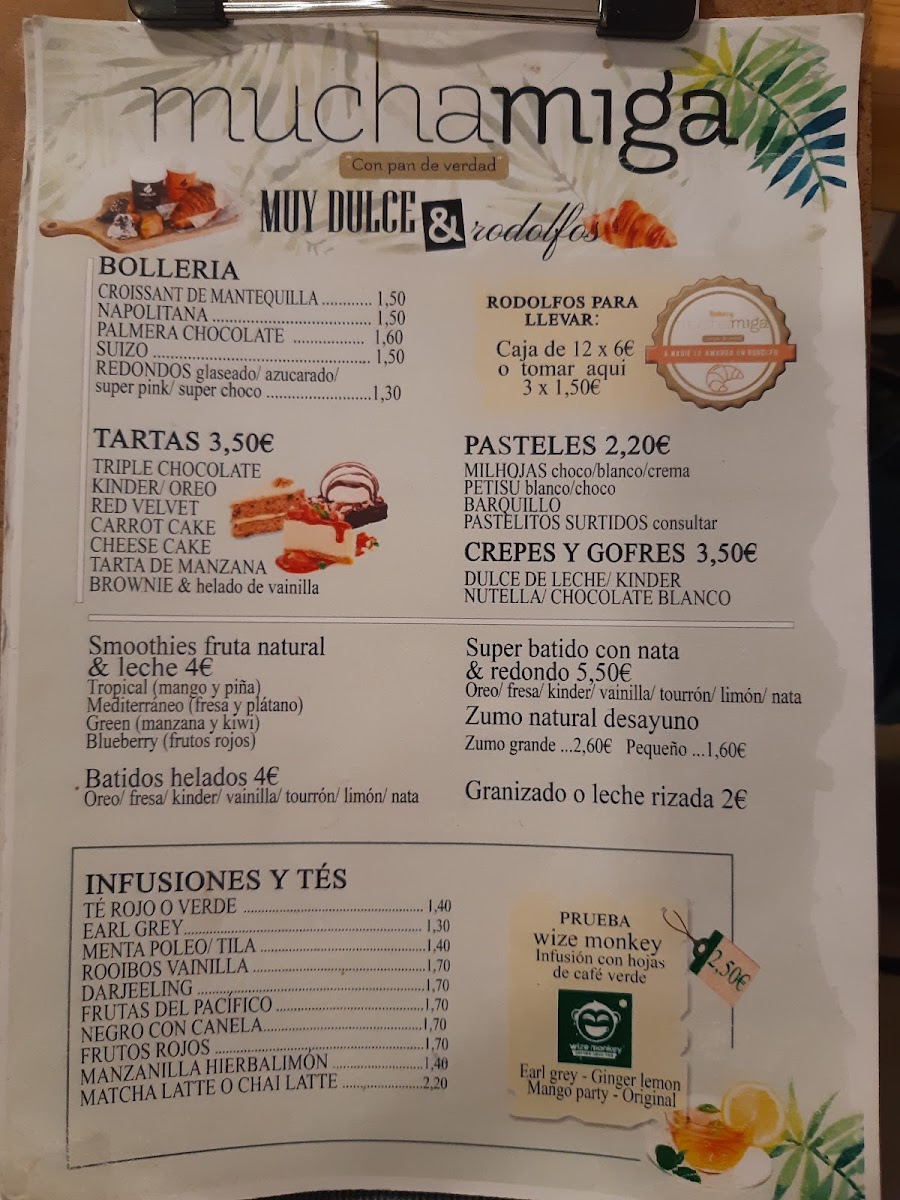 muchamiga
"Con pan de verdad"
MUY DULCE & rodolfos
BOLLERIA
CROISSANT DE MANTEQUILLA ............ 1,50
NAPOLITANA ........................................ 1,50
PALMERA CHOCOLATE .................. 1,60
SUIZO ....................................................... 1,50
REDONDOS glaseado/ azucarado/
super pink/ super choco ...........................1,30
RODOLFOS PARA
LLEVAR:
Caja de 12 x 6€
o tomar aqui
3 x 1,50€
A NADIE LE AMARGA UN RODOLFO
TARTAS 3,50€
TRIPLE CHOCOLATE
KINDER/ OREO
RED VELVET
CARROT CAKE
CHEESE CAKE
TARTA DE MANZANA
BROWNIE & helado de vainilla
PASTELES 2,20€
MILHOJAS choco/blanco/crema
PETISU blanco/choco
BARQUILLO
PASTELITOS SURTIDOS consultar
CREPES Y GOFRES 3,50€
DULCE DE LECHE/ KINDER
NUTELLA/ CHOCOLATE BLANCO
Smoothies fruta natural
& leche 4€
Tropical (mango y piña)
Mediterráneo (fresa y plátano)
Green (manzana y kiwi)
Blueberry (frutos rojos)
Batidos helados 4€
Oreo/ fresa/ kinder/ vainilla/ tourrón/ limón/ nata
Super batido con nata
& redondo 5,50€
Oreo/ fresa/ kinder/ vainilla/ tourrón/ limón/ nata
Zumo natural desayuno
Zumo grande ...2,60€ Pequeño ...1,60€
Granizado o leche rizada 2€
INFUSIONES Y TÉS
TÉ ROJO O VERDE ............................................. 1,40
EARL GREY............................................................ 1,30
MENTA POLEO/ TILA .........................................1,40
ROOIBOS VAINILLA ...........................................1,70
DARJEELING .........................................................1,70
FRUTAS DEL PACÍFICO .....................................1,70
NEGRO CON CANELA........................................1,70
FRUTOS ROJOS ....................................................1,70
MANZANILLA HIERBALIMÓN .......................1,40
MATCHA LATTE O CHAI LATTE ....................2,20
PRUEBA
wize monkey
Infusión con hojas
de café verde
2,50€
wize monkey
Earl grey - Ginger lemon
Mango party - Original